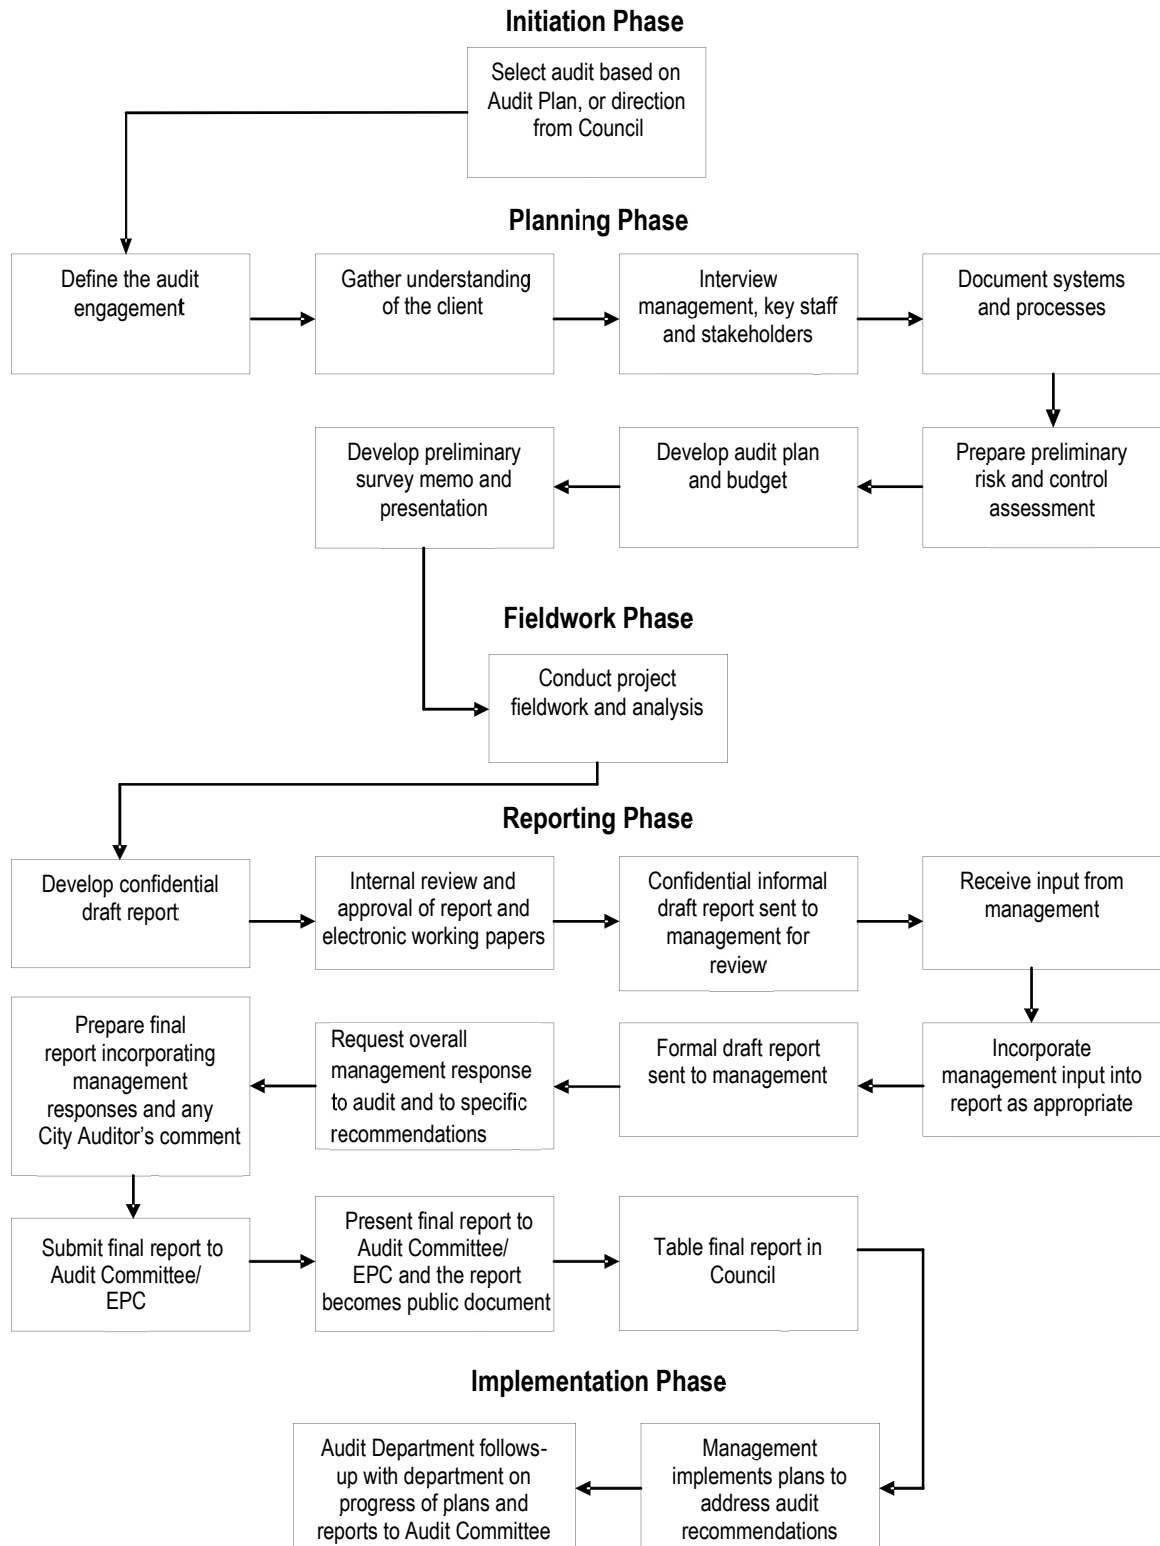 Initiation Phase
Select audit based on
Audit Plan, or direction
from Council
Planning Phase
Define the audit
engagement
Gather understanding
of the client
Interview
management, key staff
and stakeholders
Document systems
and processes
Prepare preliminary
risk and control
assessment
Develop audit plan
and budget
Develop preliminary
survey memo and
presentation
Fieldwork Phase
Conduct project
fieldwork and analysis
Reporting Phase
Develop confidential
draft report
Internal review and
approval of report and
electronic working papers
Confidential informal
draft report sent to
management for
review
Receive input from
management
Incorporate
management input into
report as appropriate
Formal draft report
sent to management
Request overall
management response
to audit and to specific
recommendations
Prepare final
report incorporating
management
responses and any
City Auditor's comment
Submit final report to
Audit Committee/
EPC
Present final report to
Audit Committee/
EPC and the report
becomes public document
Table final report in
Council
Implementation Phase
Management
implements plans to
address audit
recommendations
Audit Department follows-
up with department on
progress of plans and
reports to Audit Committee